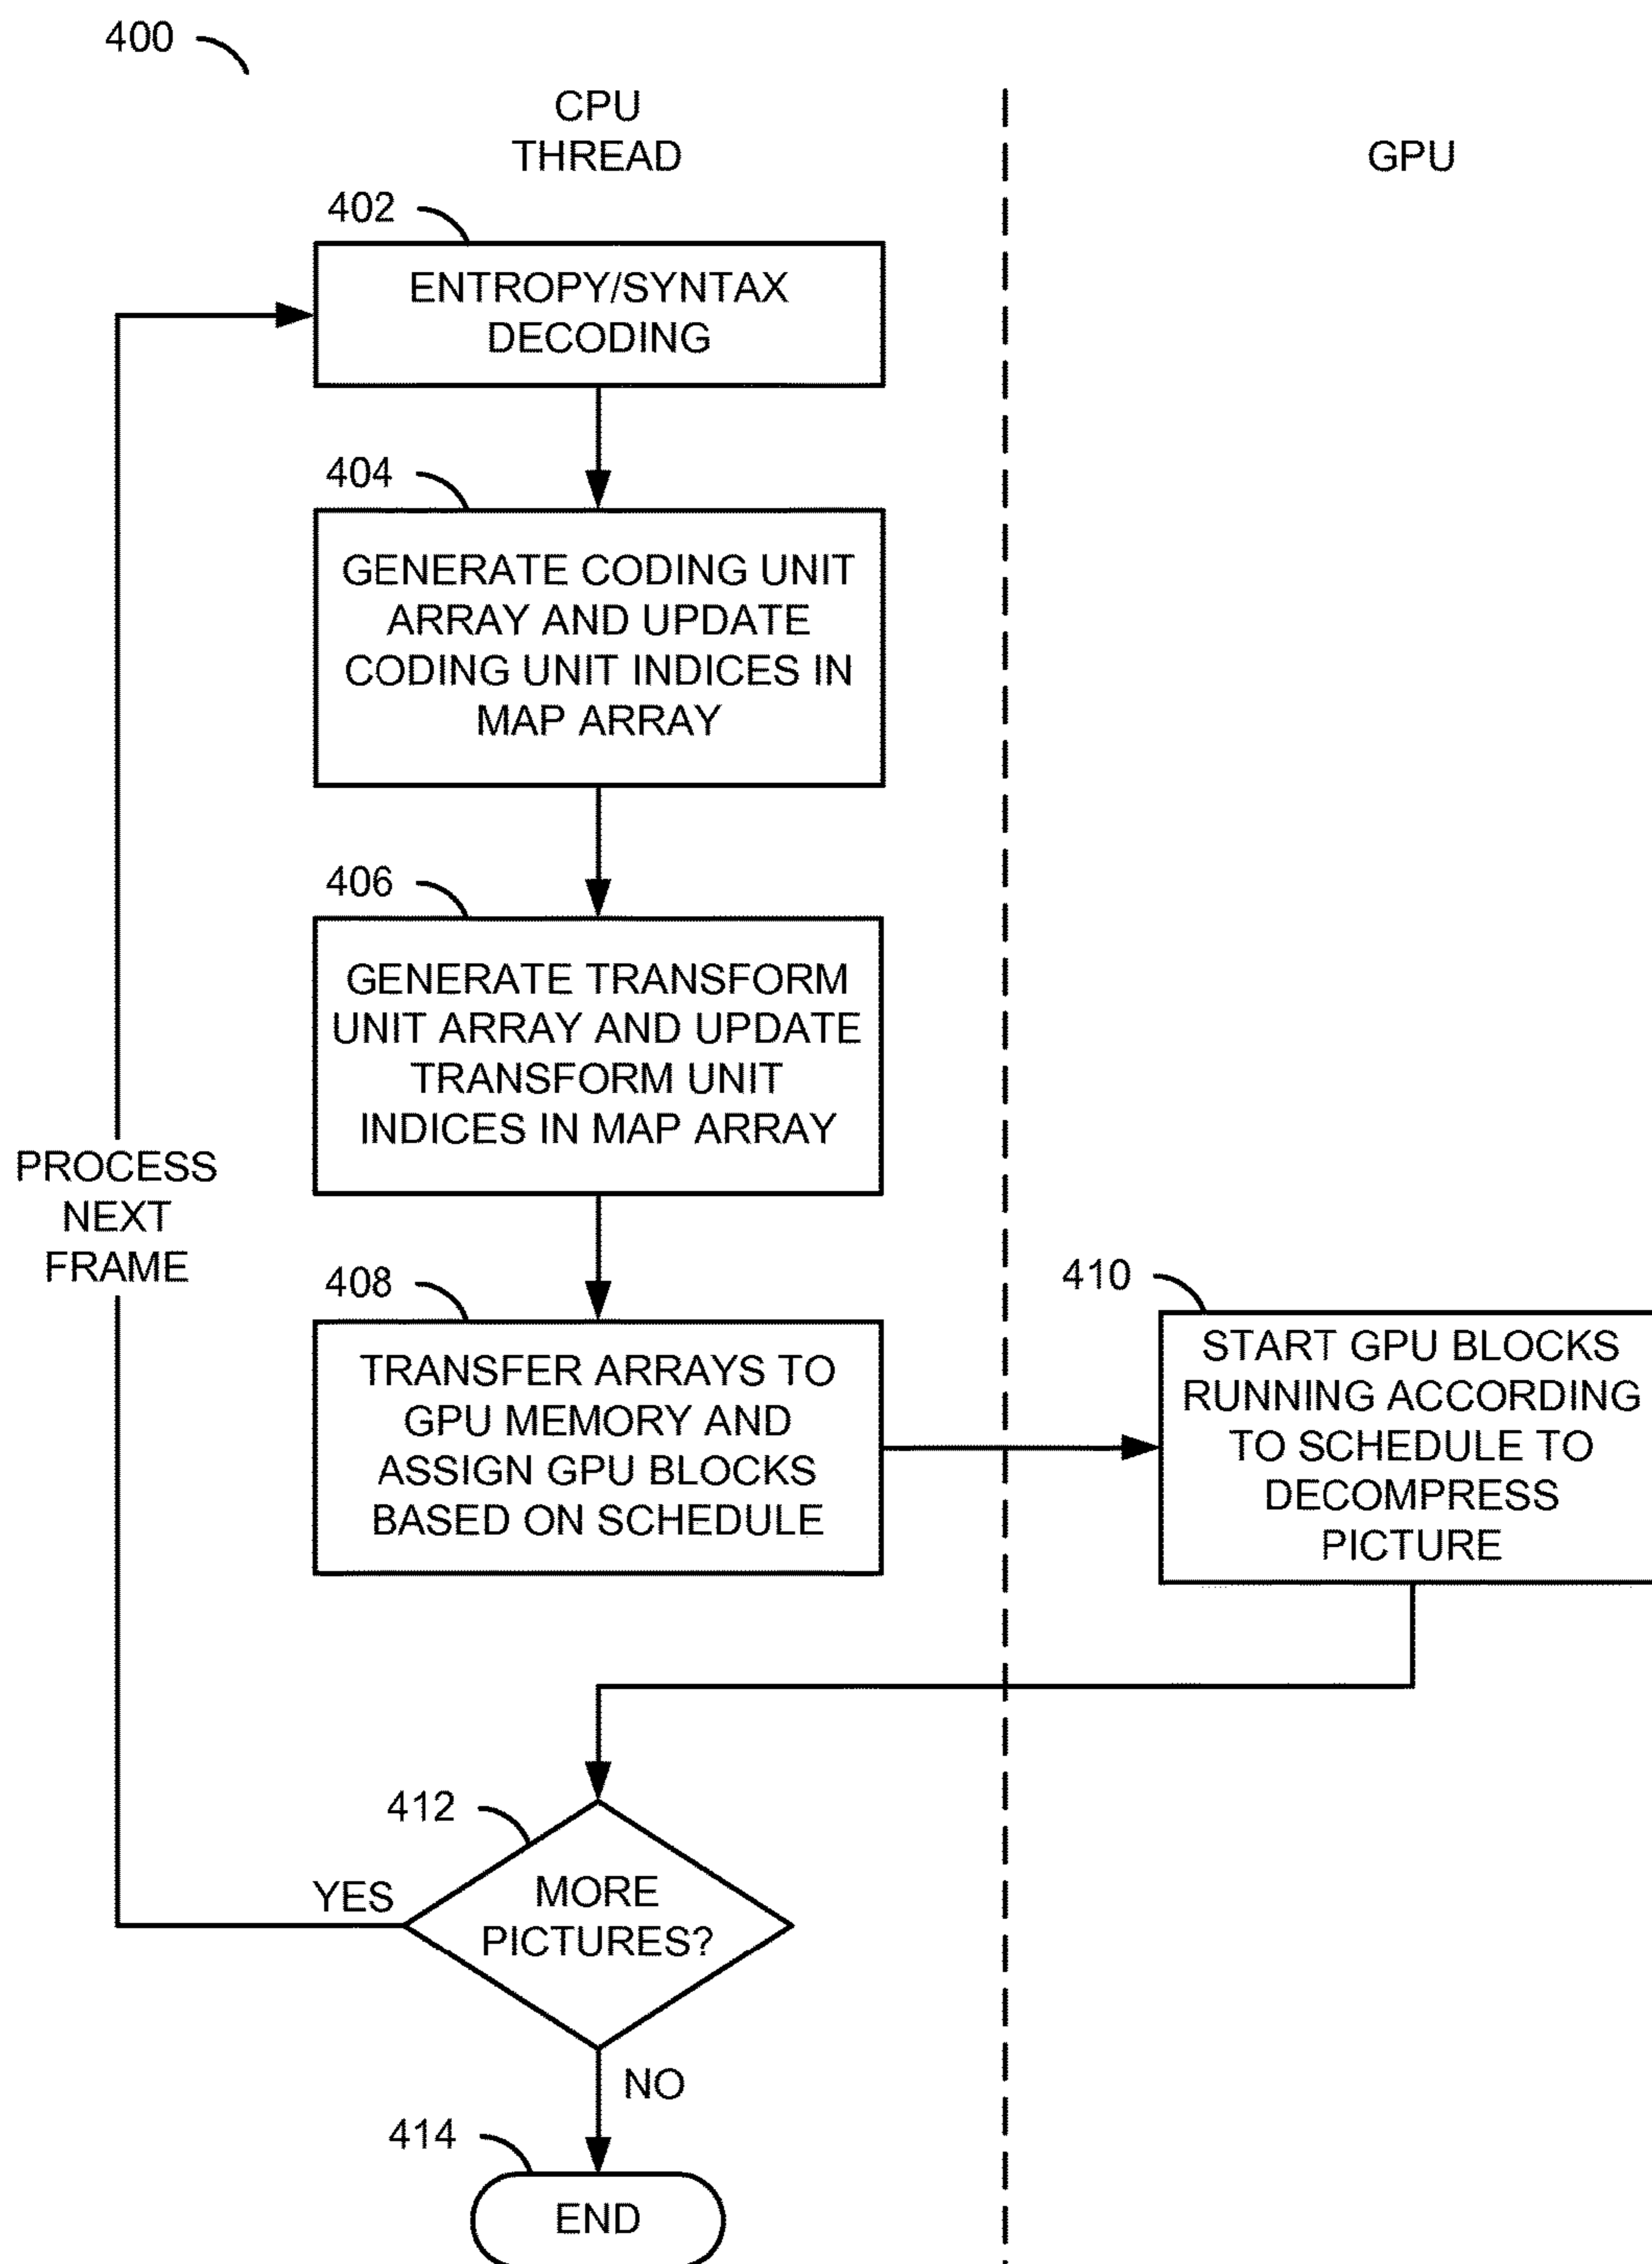 400
CPU
THREAD
GPU
402
ENTROPY/SYNTAX
DECODING
404
GENERATE CODING UNIT
ARRAY AND UPDATE
CODING UNIT INDICES IN
MAP ARRAY
406
GENERATE TRANSFORM
UNIT ARRAY AND UPDATE
TRANSFORM UNIT
INDICES IN MAP ARRAY
PROCESS
NEXT
FRAME
408
TRANSFER ARRAYS TO
GPU MEMORY AND
ASSIGN GPU BLOCKS
BASED ON SCHEDULE
410
START GPU BLOCKS
RUNNING ACCORDING
TO SCHEDULE TO
DECOMPRESS
PICTURE
412
YES
MORE
PICTURES?
NO
414
END